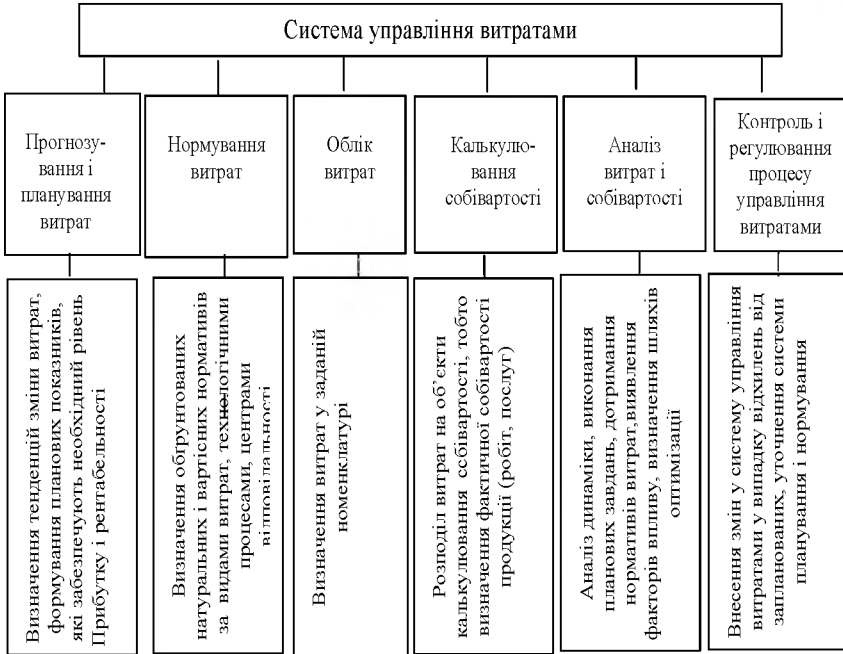 Система управління витратами
Прогнозу-
вання і
планування
витрат
Нормування
витрат
Облік
витрат
Калькулю-
вання
собівартості
Аналіз
витрат і
собівартості
Контроль і
регулювання
процесу
управління
витратами
Визначення тенденцій зміни витрат,
формування планових показників,
які забезпечують необхідний рівень
Прибутку і рентабельності
Визначення обґрунтованих
натуральних і вартісних нормативів
за видами витрат, технологічними
процесами, центрами
відповідальності
Визначення витрат у заданій
номенклатурі
Розподіл витрат на об’єкти
калькулювання ссбівартості, тобто
визначення фактичної собівартості
продукції (робіт, послуг)
Аналіз динаміки, виконання
планових завдань, дотримання
нормативів витрат,виявлення
факторів впливу, визначення шляхів
оптимізації
Внесення змін у систему управління
витратами у випадку відхилень від
запланованих, уточнення системи
планування і нормування